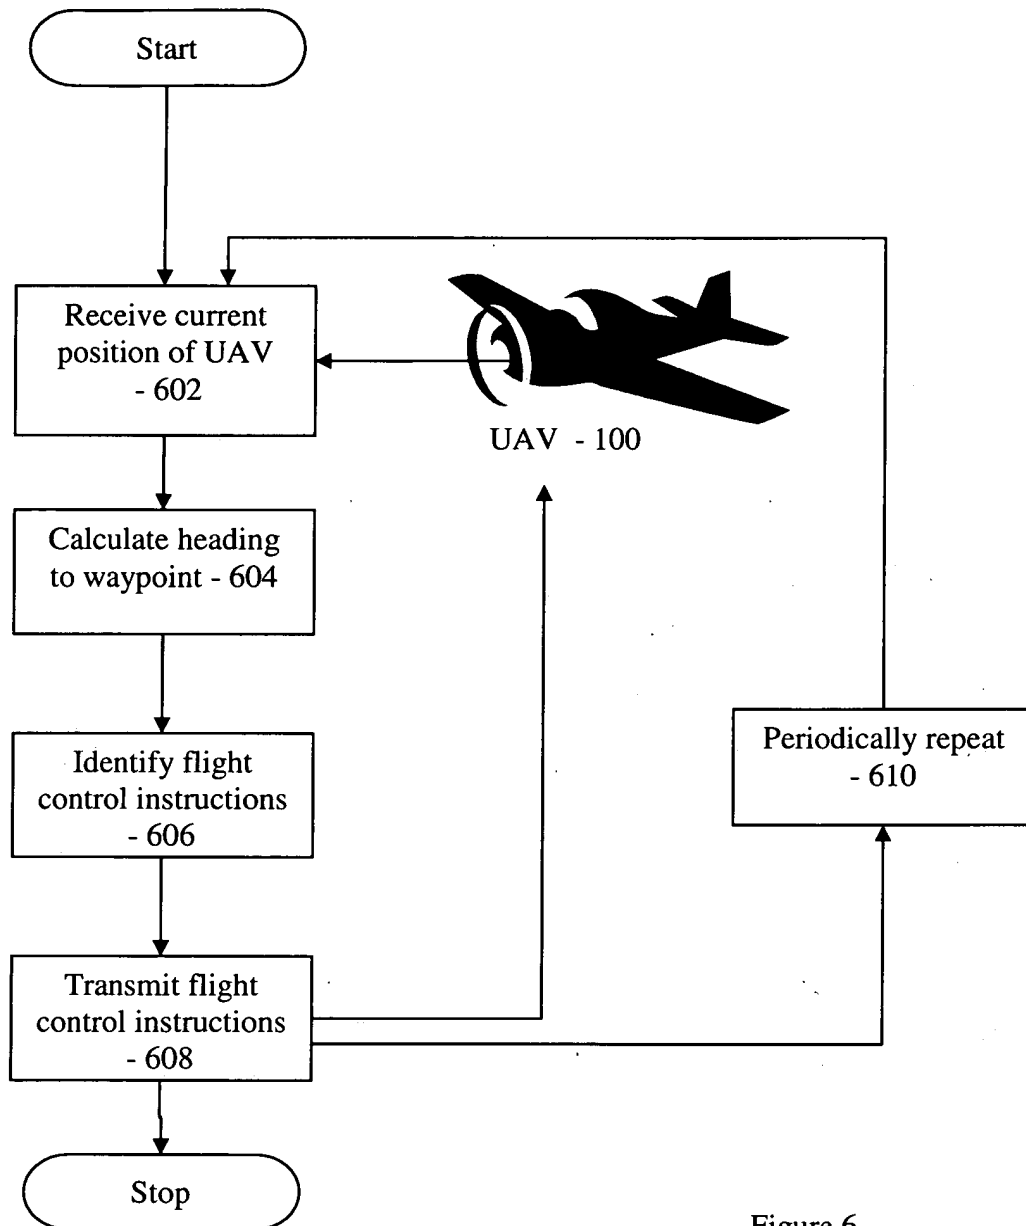 Start
Receive current
position of UAV
- 602
UAV - 100
Calculate heading
to waypoint - 604
Identify flight
control instructions
- 606
Periodically repeat
- 610
Transmit flight
control instructions
- 608
Stop
Figure 6